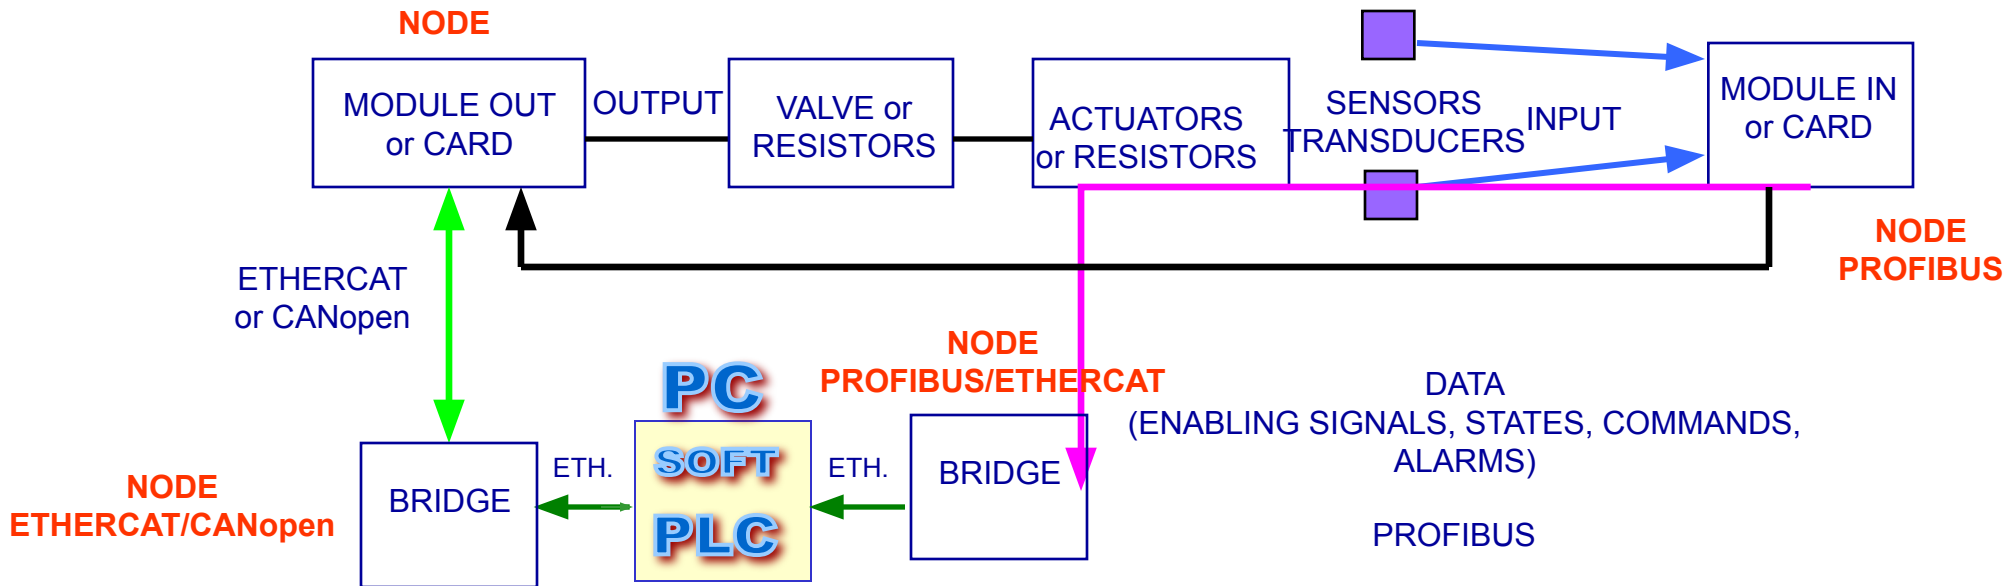 NODE
MODULE OUT
or CARD
OUTPUT
VALVE or
RESISTORS
ACTUATORS
or RESISTORS
SENSORS
TRANSDUCERS
INPUT
MODULE IN
or CARD
NODE
PROFIBUS
ETHERCAT
or CANopen
NODE
PROFIBUS/ETHERCAT
DATA
(ENABLING SIGNALS, STATES, COMMANDS,
ALARMS)
PROFIBUS
NODE
ETHERCAT/CANopen
BRIDGE
ETH.
PC
SOFT
PLC
ETH.
BRIDGE